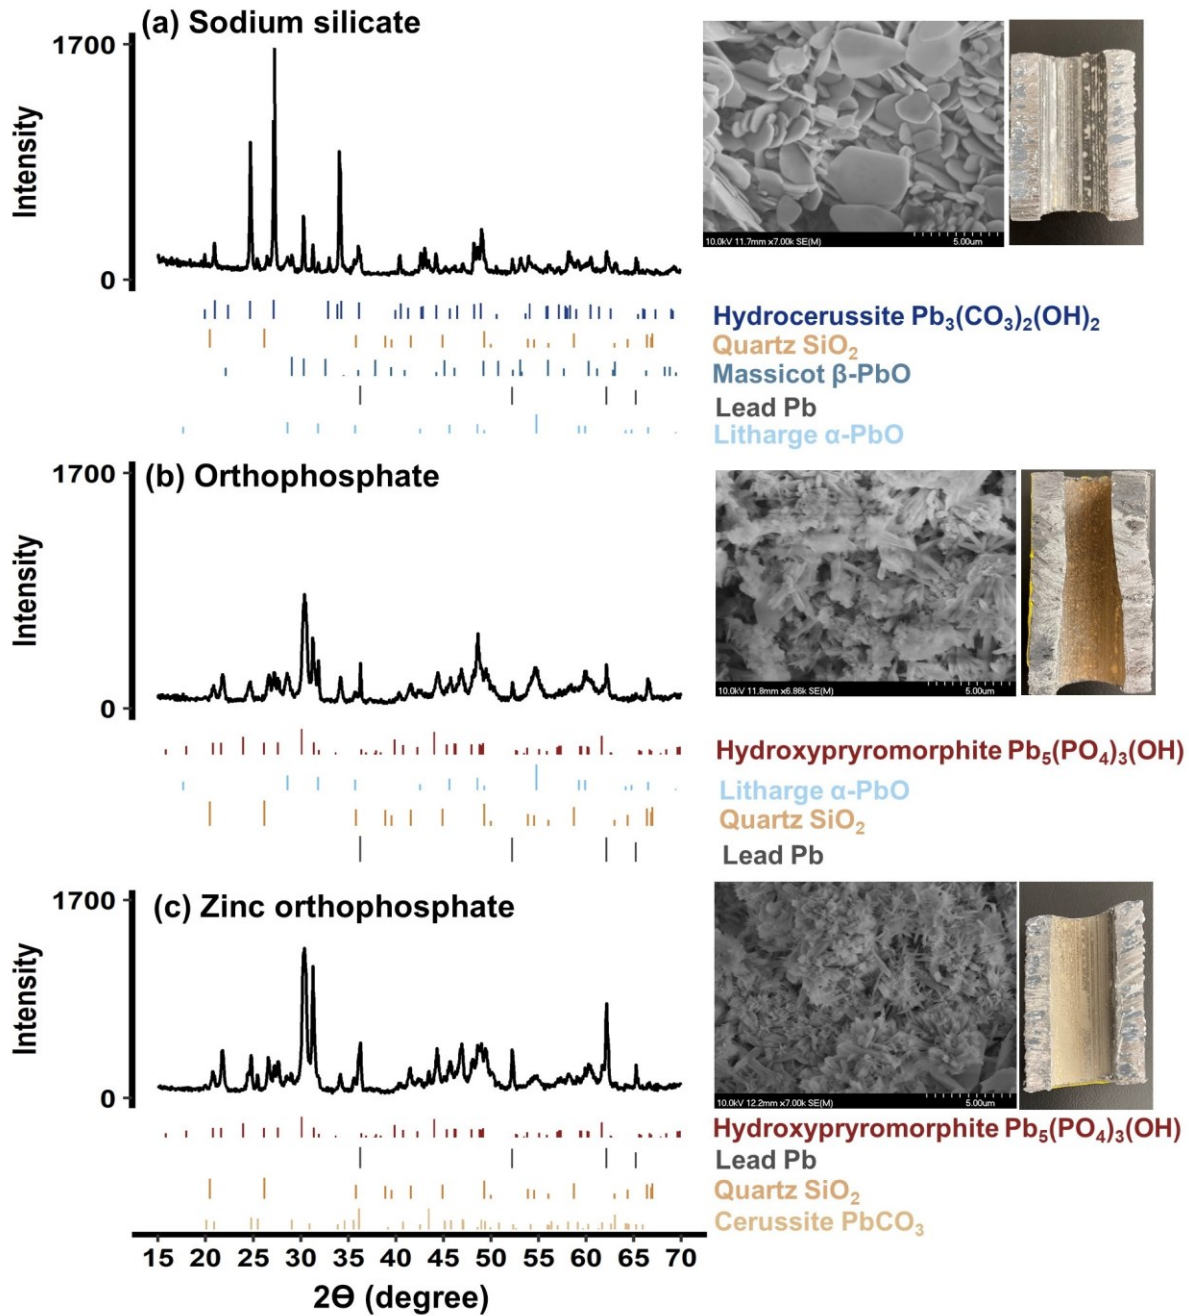 (a) Sodium silicate
1700
Intensity
0
10.0kV 11.7mm x7.00k SE(M)
5.00um
Hydrocerussite Pb₃(CO₃)₂(OH)₂
Quartz SiO₂
Massicot β-PbO
Lead Pb
Litharge α-PbO
(b) Orthophosphate
1700
Intensity
0
10.0kV 11.8mm x6.86k SE(M)
5.00um
Hydroxypryromorphite Pb₅(PO₄)₃(OH)
Litharge α-PbO
Quartz SiO₂
Lead Pb
(c) Zinc orthophosphate
1700
Intensity
0
10.0kV 12.2mm x7.00k SE(M)
5.00um
Hydroxypryromorphite Pb₅(PO₄)₃(OH)
Lead Pb
Quartz SiO₂
Cerussite PbCO₃
15 20 25 30 35 40 45 50 55 60 65 70
2Θ (degree)